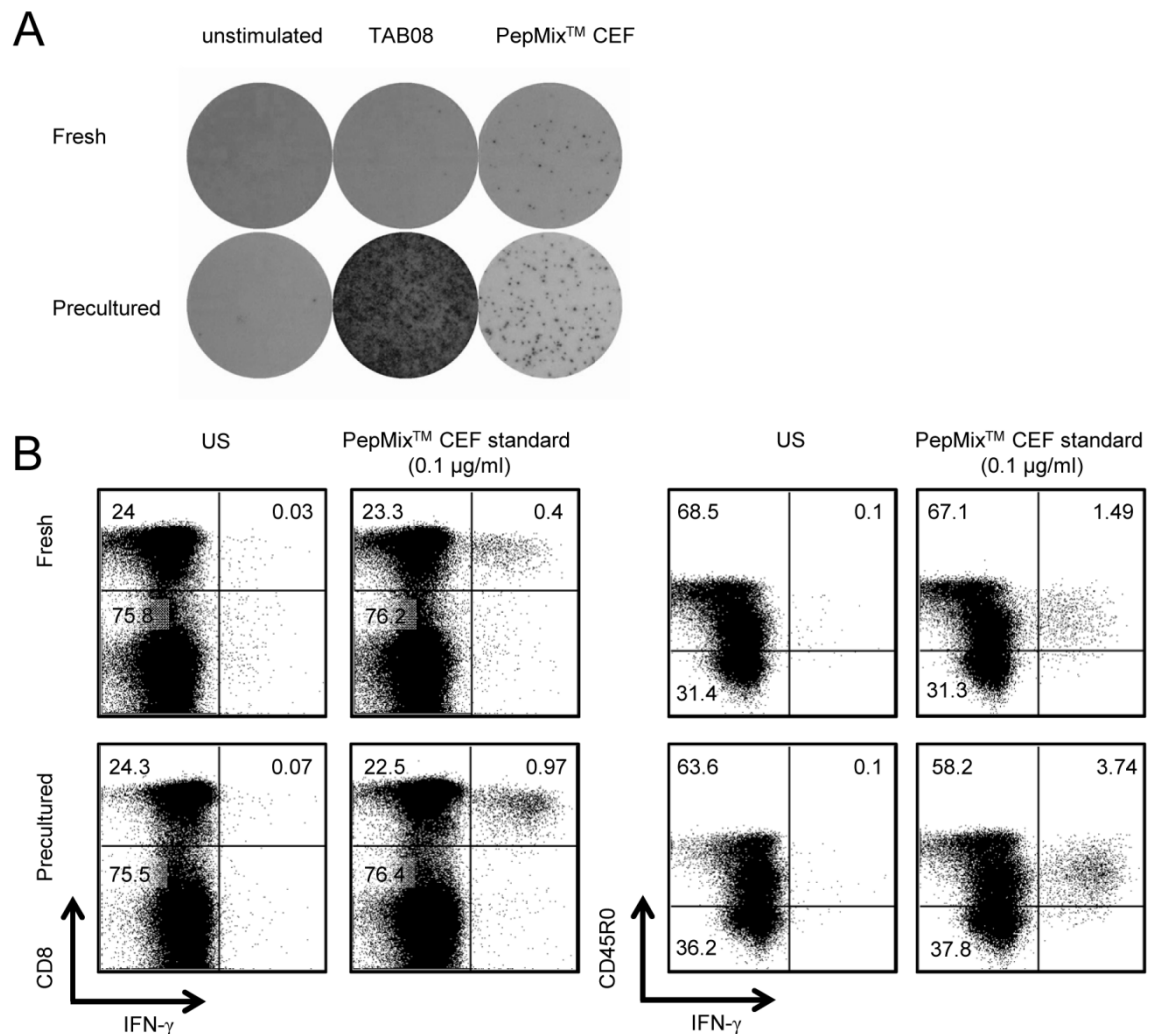 A
unstimulated TAB08 PepMix™ CEF
Fresh
Precultured
B
US PepMix™ CEF standard (0.1 µg/ml) US PepMix™ CEF standard (0.1 µg/ml)
Fresh
24 0.03 23.3 0.4 68.5 0.1 67.1 1.49
75.8 76.2 31.4 31.3
Precultured
24.3 0.07 22.5 0.97 63.6 0.1 58.2 3.74
75.5 76.4 36.2 37.8
CD8
IFN-γ
CD45R0
IFN-γ